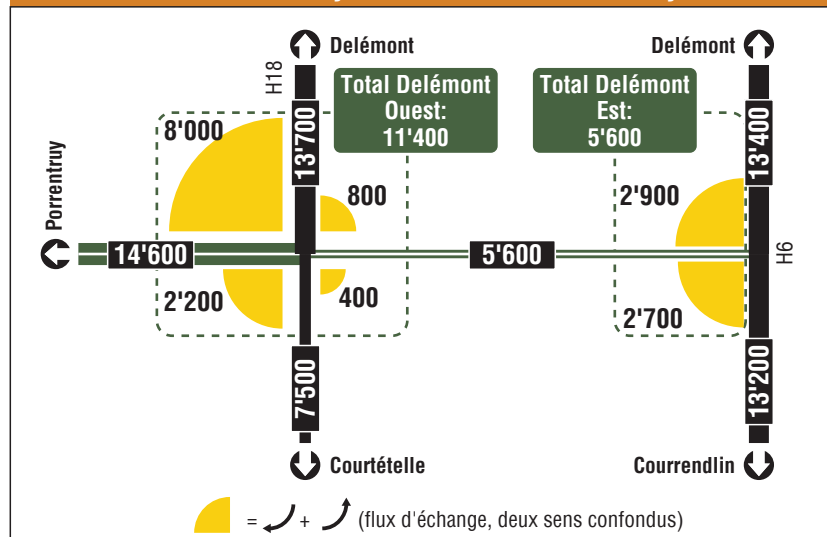 Delémont
Delémont
H18
Total Delémont
Ouest:
11'400
Total Delémont
Est:
5'600
8'000
13'700
13'400
800
2'900
Porrentruy
14'600
5'600
H6
2'200
400
2'700
7'500
13'200
Courtételle
Courrendlin
= + (flux d'échange, deux sens confondus)